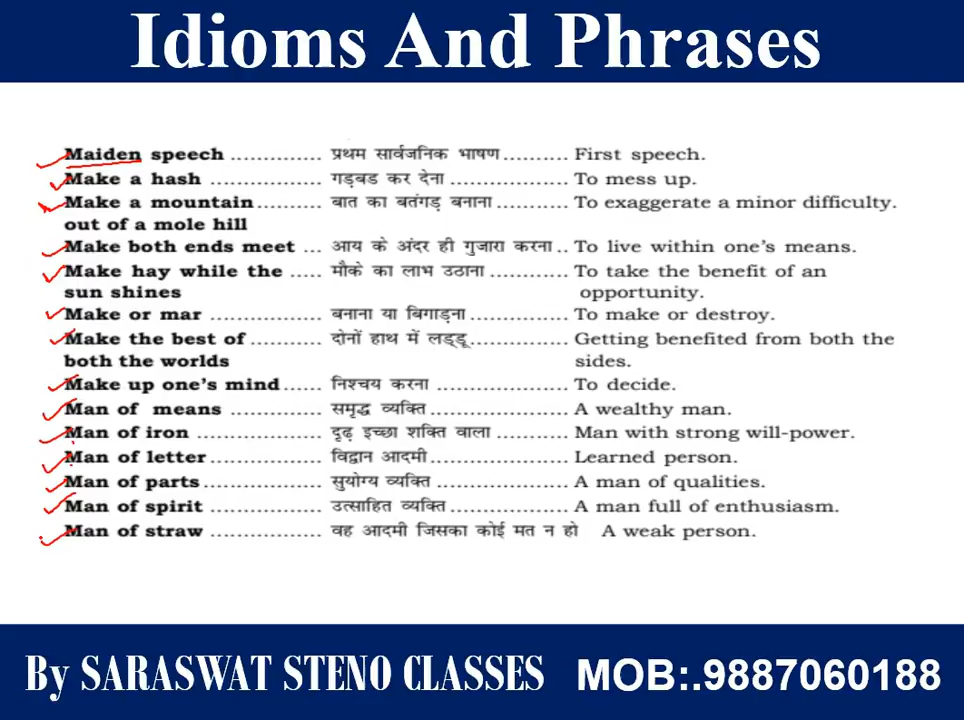 Idioms And Phrases
Maiden speech .............. प्रथम सार्वजनिक भाषण .......... First speech.
Make a hash ................. गड़बड कर देना .................. To mess up.
Make a mountain .......... बात का बतंगड़ बनाना ........... To exaggerate a minor difficulty.
out of a mole hill
Make both ends meet ... आय के अंदर ही गुजारा करना .. To live within one's means.
Make hay while the ..... मौके का लाभ उठाना ............ To take the benefit of an
sun shines opportunity.
Make or mar ................. बनाना या बिगाड़ना ............... To make or destroy.
Make the best of ........... दोनों हाथ में लड्डू ............... Getting benefited from both the
both the worlds sides.
Make up one's mind ...... निश्चय करना .................... To decide.
Man of means .............. समृद्ध व्यक्ति ..................... A wealthy man.
Man of iron ................... दृढ़ इच्छा शक्ति वाला ........... Man with strong will-power.
Man of letter ................. विद्वान आदमी ..................... Learned person.
Man of parts .................. सुयोग्य व्यक्ति .................... A man of qualities.
Man of spirit ................. उत्साहित व्यक्ति .................. A man full of enthusiasm.
Man of straw ................. वह आदमी जिसका कोई मत न हो A weak person.
By SARASWAT STENO CLASSES MOB:.9887060188